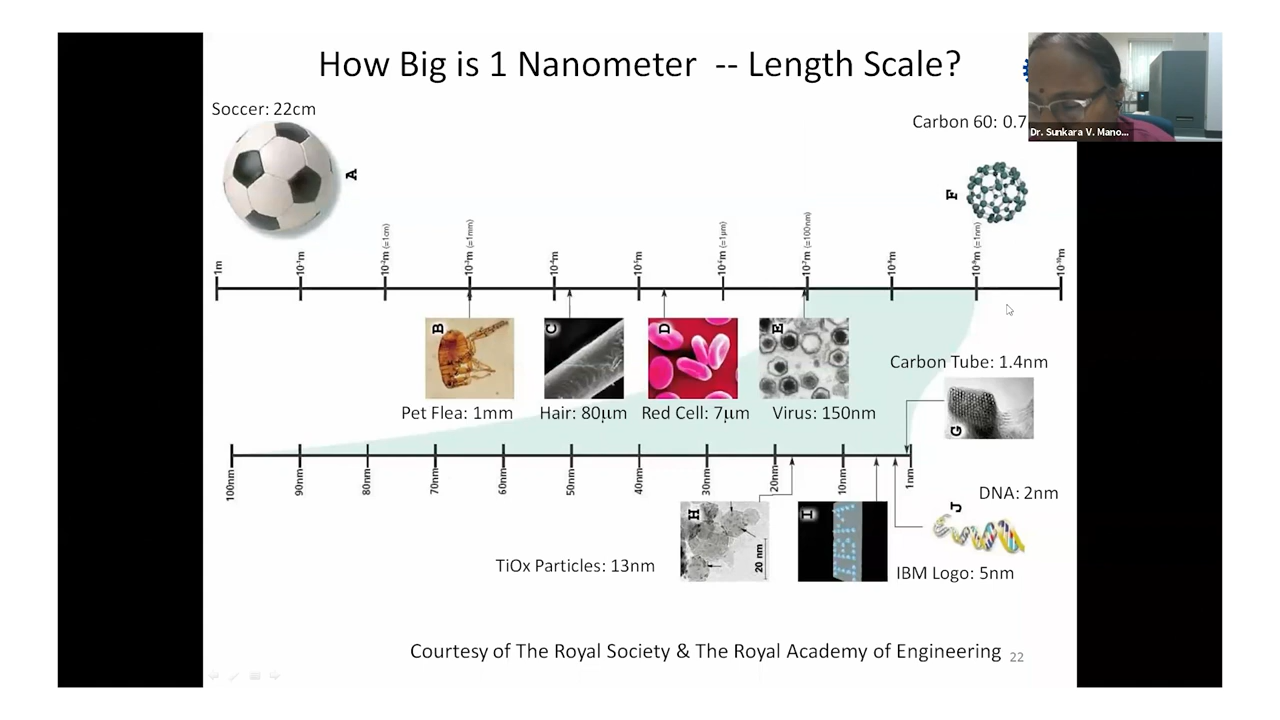 How Big is 1 Nanometer -- Length Scale?
Soccer: 22cm
Carbon 60: 0.7
Dr. Sunkara V. Mano...
A
F
1m
10-¹m
10-²m (=1cm)
10-³m (=1mm)
10-⁴m
10-⁵m
10-⁶m (=1µm)
10-⁷m (=100nm)
10-⁸m
10-⁹m (=1nm)
10-¹⁰m
B
C
D
E
Carbon Tube: 1.4nm
G
Pet Flea: 1mm
Hair: 80µm
Red Cell: 7µm
Virus: 150nm
100nm
90nm
80nm
70nm
60nm
50nm
40nm
30nm
20nm
10nm
1nm
DNA: 2nm
H
I
J
20 nm
IBM
TiOx Particles: 13nm
IBM Logo: 5nm
Courtesy of The Royal Society & The Royal Academy of Engineering
22